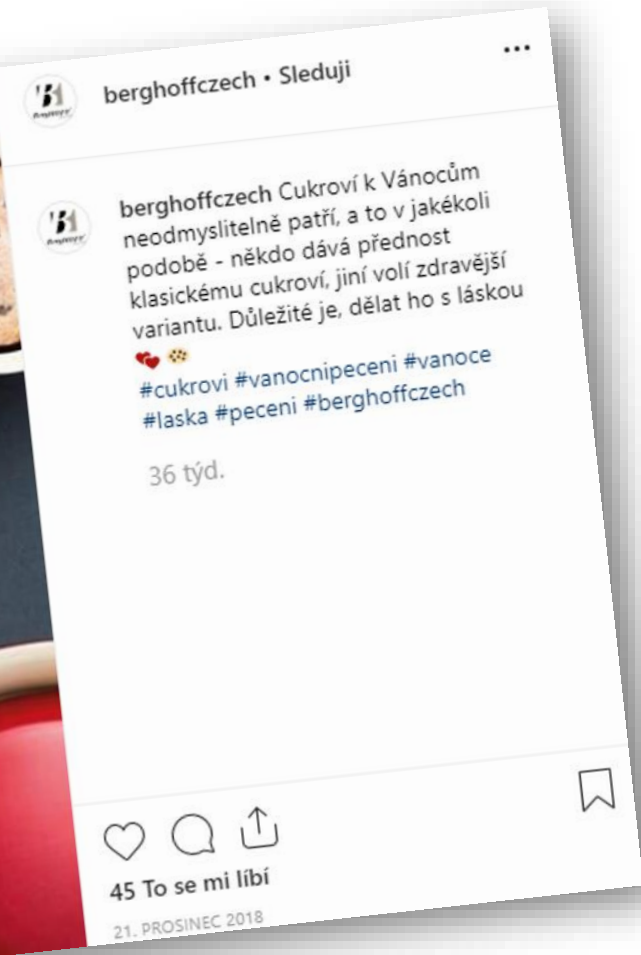 berghoffczech • Sleduji
berghoffczech Cukroví k Vánocům
neodmyslitelně patří, a to v jakékoli
podobě - někdo dává přednost
klasickému cukroví, jiní volí zdravější
variantu. Důležité je, dělat ho s láskou
💕 🍪
#cukrovi #vanocnipeceni #vanoce
#laska #peceni #berghoffczech
36 týd.
45 To se mi líbí
21. PROSINEC 2018